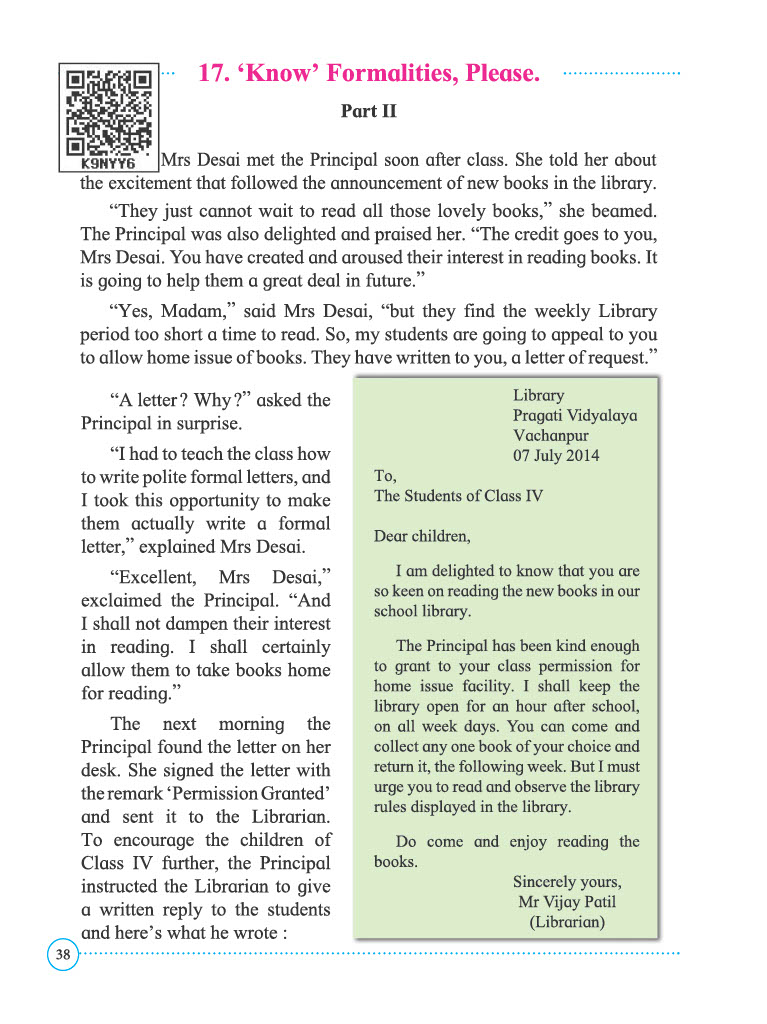 17. ‘Know’ Formalities, Please.
Part II
K9NYY6
Mrs Desai met the Principal soon after class. She told her about
the excitement that followed the announcement of new books in the library.
“They just cannot wait to read all those lovely books,” she beamed.
The Principal was also delighted and praised her. “The credit goes to you,
Mrs Desai. You have created and aroused their interest in reading books. It
is going to help them a great deal in future.”
“Yes, Madam,” said Mrs Desai, “but they find the weekly Library
period too short a time to read. So, my students are going to appeal to you
to allow home issue of books. They have written to you, a letter of request.”
“A letter? Why?” asked the
Principal in surprise.
“I had to teach the class how
to write polite formal letters, and
I took this opportunity to make
them actually write a formal
letter,” explained Mrs Desai.
“Excellent, Mrs Desai,”
exclaimed the Principal. “And
I shall not dampen their interest
in reading. I shall certainly
allow them to take books home
for reading.”
The next morning the
Principal found the letter on her
desk. She signed the letter with
the remark ‘Permission Granted’
and sent it to the Librarian.
To encourage the children of
Class IV further, the Principal
instructed the Librarian to give
a written reply to the students
and here’s what he wrote :
Library
Pragati Vidyalaya
Vachanpur
07 July 2014
To,
The Students of Class IV
Dear children,
I am delighted to know that you are
so keen on reading the new books in our
school library.
The Principal has been kind enough
to grant to your class permission for
home issue facility. I shall keep the
library open for an hour after school,
on all week days. You can come and
collect any one book of your choice and
return it, the following week. But I must
urge you to read and observe the library
rules displayed in the library.
Do come and enjoy reading the
books.
Sincerely yours,
Mr Vijay Patil
(Librarian)
38